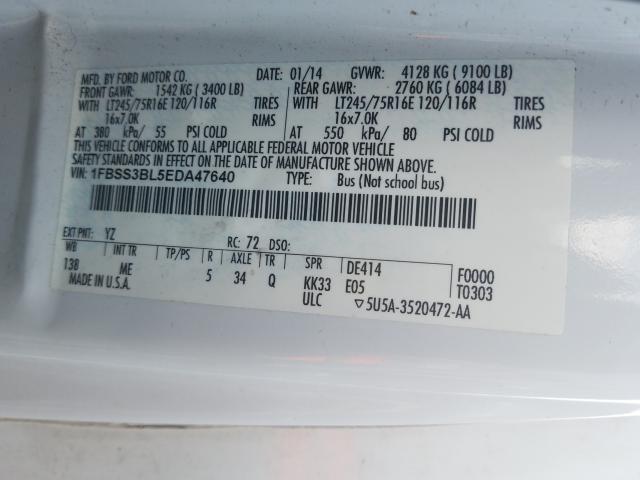 MFD. BY FORD MOTOR CO. DATE: 01/14 GVWR: 4128 KG ( 9100 LB)
FRONT GAWR: 1542 KG ( 3400 LB) REAR GAWR: 2760 KG ( 6084 LB)
WITH LT245/75R16E 120/116R TIRES WITH LT245/75R16E 120/116R TIRES
16x7.0K RIMS 16x7.0K RIMS
AT 380 kPa/ 55 PSI COLD AT 550 kPa/ 80 PSI COLD
THIS VEHICLE CONFORMS TO ALL APPLICABLE FEDERAL MOTOR VEHICLE
SAFETY STANDARDS IN EFFECT ON THE DATE OF MANUFACTURE SHOWN ABOVE.
VIN: 1FBSS3BL5EDA47640 TYPE: Bus (Not school bus)
EXT PNT: YZ RC: 72 DSO:
WB INT TR TP/PS R AXLE TR SPR DE414 F0000
138 ME 5 34 Q KK33 E05 T0303
MADE IN U.S.A. ULC ▽5U5A-3520472-AA